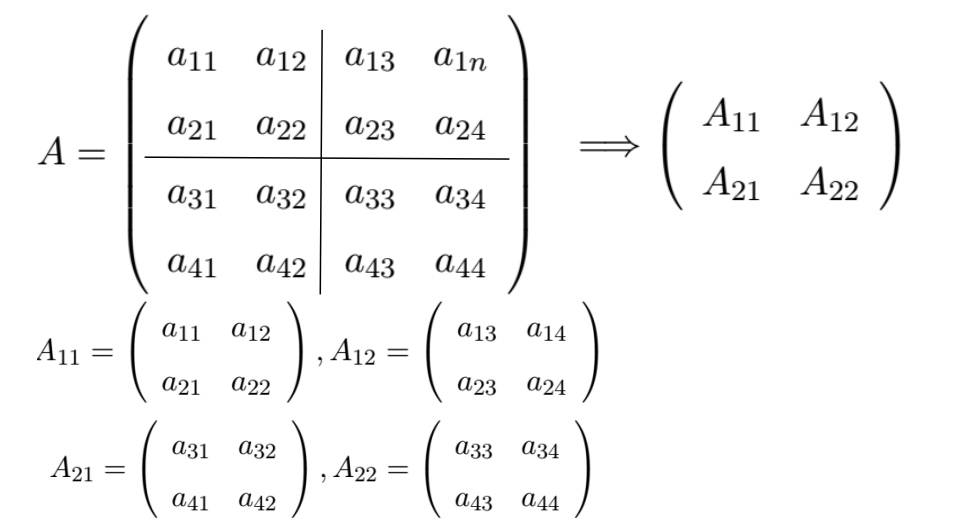 A = ( a₁₁ a₁₂ | a₁₃ a₁ₙ
a₂₁ a₂₂ | a₂₃ a₂₄
a₃₁ a₃₂ | a₃₃ a₃₄
a₄₁ a₄₂ | a₄₃ a₄₄ ) ⟹ ( A₁₁ A₁₂
A₂₁ A₂₂ )
A₁₁ = ( a₁₁ a₁₂
a₂₁ a₂₂ ) , A₁₂ = ( a₁₃ a₁₄
a₂₃ a₂₄ )
A₂₁ = ( a₃₁ a₃₂
a₄₁ a₄₂ ) , A₂₂ = ( a₃₃ a₃₄
a₄₃ a₄₄ )